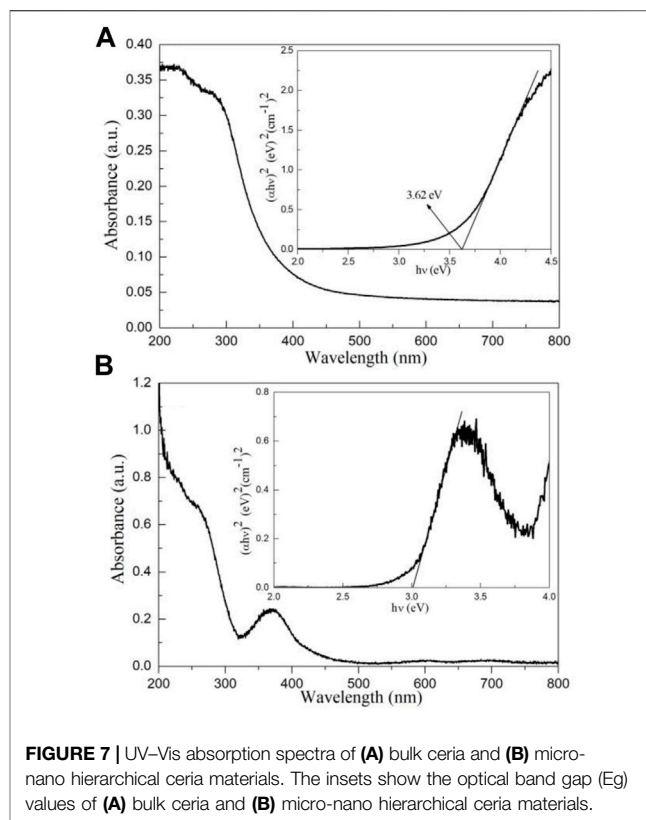 A
0.40
0.35
0.30
0.25
0.20
0.15
0.10
0.05
0.00
Absorbance (a.u.)
200 300 400 500 600 700 800
Wavelength (nm)
2.5
2.0
1.5
1.0
0.5
0.0
(αhν)² (eV)²(cm⁻¹)²
3.62 eV
2.0 2.5 3.0 3.5 4.0 4.5
hν (eV)
B
1.2
1.0
0.8
0.6
0.4
0.2
0.0
Absorbance (a.u.)
200 300 400 500 600 700 800
Wavelength (nm)
0.8
0.6
0.4
0.2
0.0
(αhν)² (eV)²(cm⁻¹)²
2.0 2.5 3.0 3.5 4.0
hν (eV)
FIGURE 7 | UV–Vis absorption spectra of (A) bulk ceria and (B) micro-
nano hierarchical ceria materials. The insets show the optical band gap (Eg)
values of (A) bulk ceria and (B) micro-nano hierarchical ceria materials.